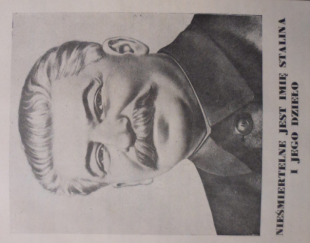 NIEŚMIERTELNE JEST IMIĘ STALINA
I JEGO DZIEŁO